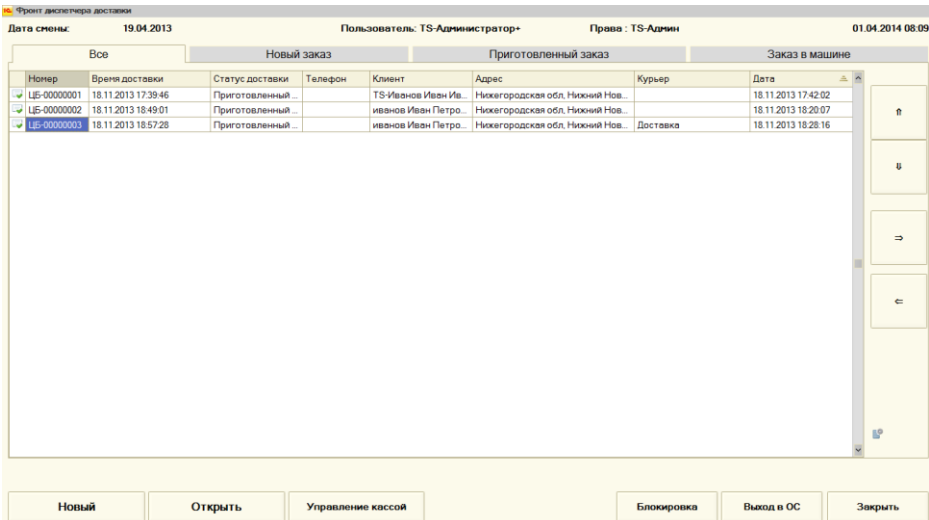 1С Фронт диспетчера доставки
Дата смены: 19.04.2013 Пользователь: TS-Администратор+ Права : TS-Админ 01.04.2014 08:09
Все Новый заказ Приготовленный заказ Заказ в машине
Номер Время доставки Статус доставки Телефон Клиент Адрес Курьер Дата
ЦБ-00000001 18.11.2013 17:39:46 Приготовленный ... TS-Иванов Иван Ив... Нижегородская обл, Нижний Нов... 18.11.2013 17:42:02
ЦБ-00000002 18.11.2013 18:49:01 Приготовленный ... иванов Иван Петро... Нижегородская обл, Нижний Нов... 18.11.2013 18:20:07
ЦБ-00000003 18.11.2013 18:57:28 Приготовленный ... иванов Иван Петро... Нижегородская обл, Нижний Нов... Доставка 18.11.2013 18:28:16
Новый Открыть Управление кассой Блокировка Выход в ОС Закрыть